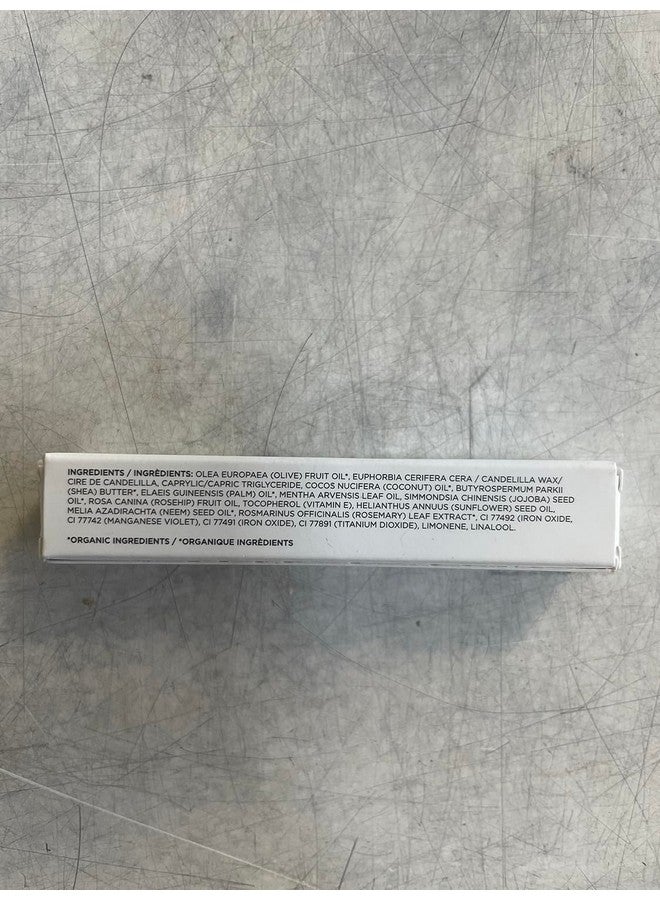 INGREDIENTS / INGRÈDIENTS: OLEA EUROPAEA (OLIVE) FRUIT OIL*, EUPHORBIA CERIFERA CERA / CANDELILLA WAX/
CIRE DE CANDELILLA, CAPRYLIC/CAPRIC TRIGLYCERIDE, COCOS NUCIFERA (COCONUT) OIL*, BUTYROSPERMUM PARKII
(SHEA) BUTTER*, ELAEIS GUINEENSIS (PALM) OIL*, MENTHA ARVENSIS LEAF OIL, SIMMONDSIA CHINENSIS (JOJOBA) SEED
OIL*, ROSA CANINA (ROSEHIP) FRUIT OIL, TOCOPHEROL (VITAMIN E), HELIANTHUS ANNUUS (SUNFLOWER) SEED OIL,
MELIA AZADIRACHTA (NEEM) SEED OIL*, ROSMARINUS OFFICINALIS (ROSEMARY) LEAF EXTRACT*, CI 77492 (IRON OXIDE,
CI 77742 (MANGANESE VIOLET), CI 77491 (IRON OXIDE), CI 77891 (TITANIUM DIOXIDE), LIMONENE, LINALOOL.
*ORGANIC INGREDIENTS / *ORGANIQUE INGRÈDIENTS